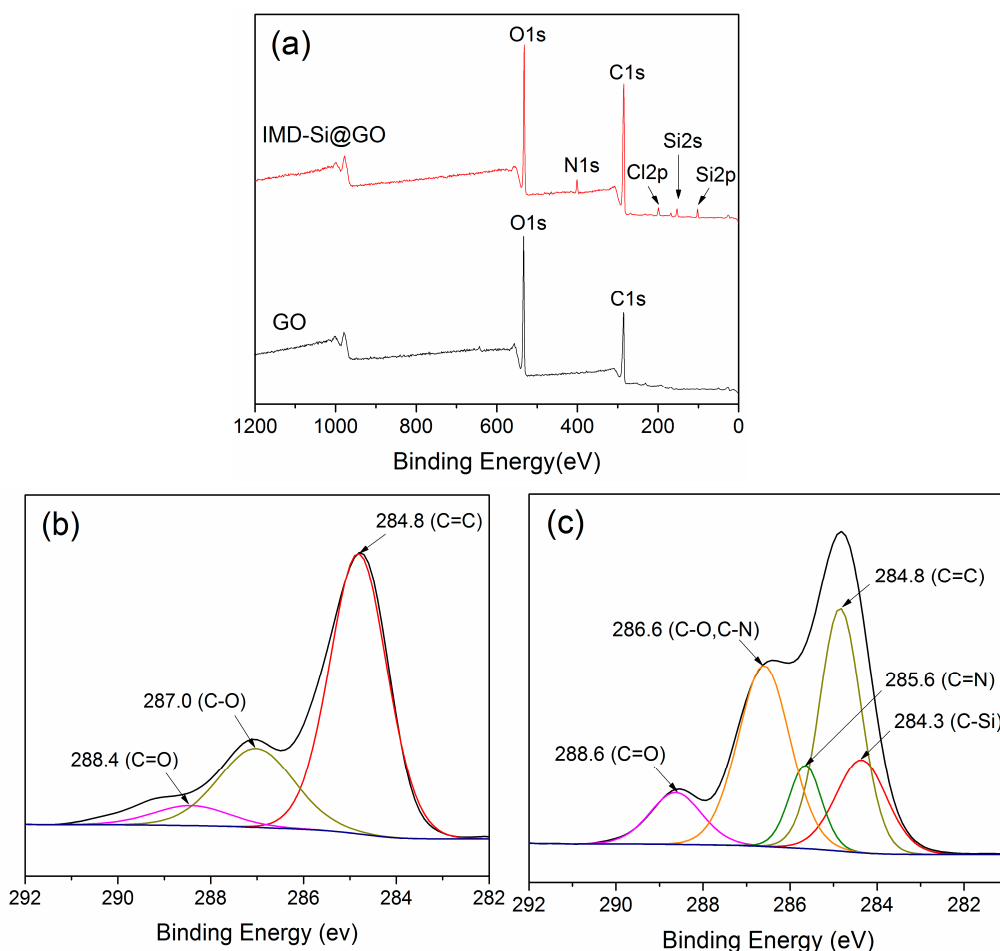 (a)
O1s
C1s
IMD-Si@GO
N1s
Cl2p
Si2s
Si2p
O1s
C1s
GO
1200 1000 800 600 400 200 0
Binding Energy(eV)
(b)
284.8 (C=C)
287.0 (C-O)
288.4 (C=O)
292 290 288 286 284 282
Binding Energy (ev)
(c)
284.8 (C=C)
286.6 (C-O,C-N)
285.6 (C=N)
284.3 (C-Si)
288.6 (C=O)
292 290 288 286 284 282
Binding Energy (eV)